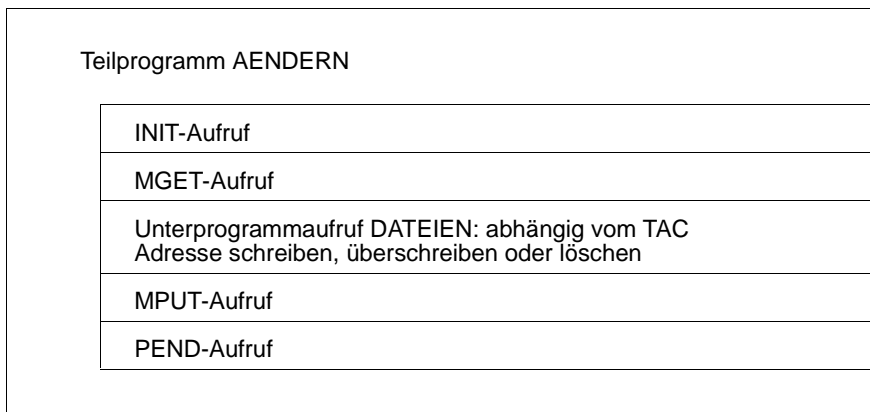 Teilprogramm AENDERN
INIT-Aufruf
MGET-Aufruf
Unterprogrammaufruf DATEIEN: abhängig vom TAC
Adresse schreiben, überschreiben oder löschen
MPUT-Aufruf
PEND-Aufruf